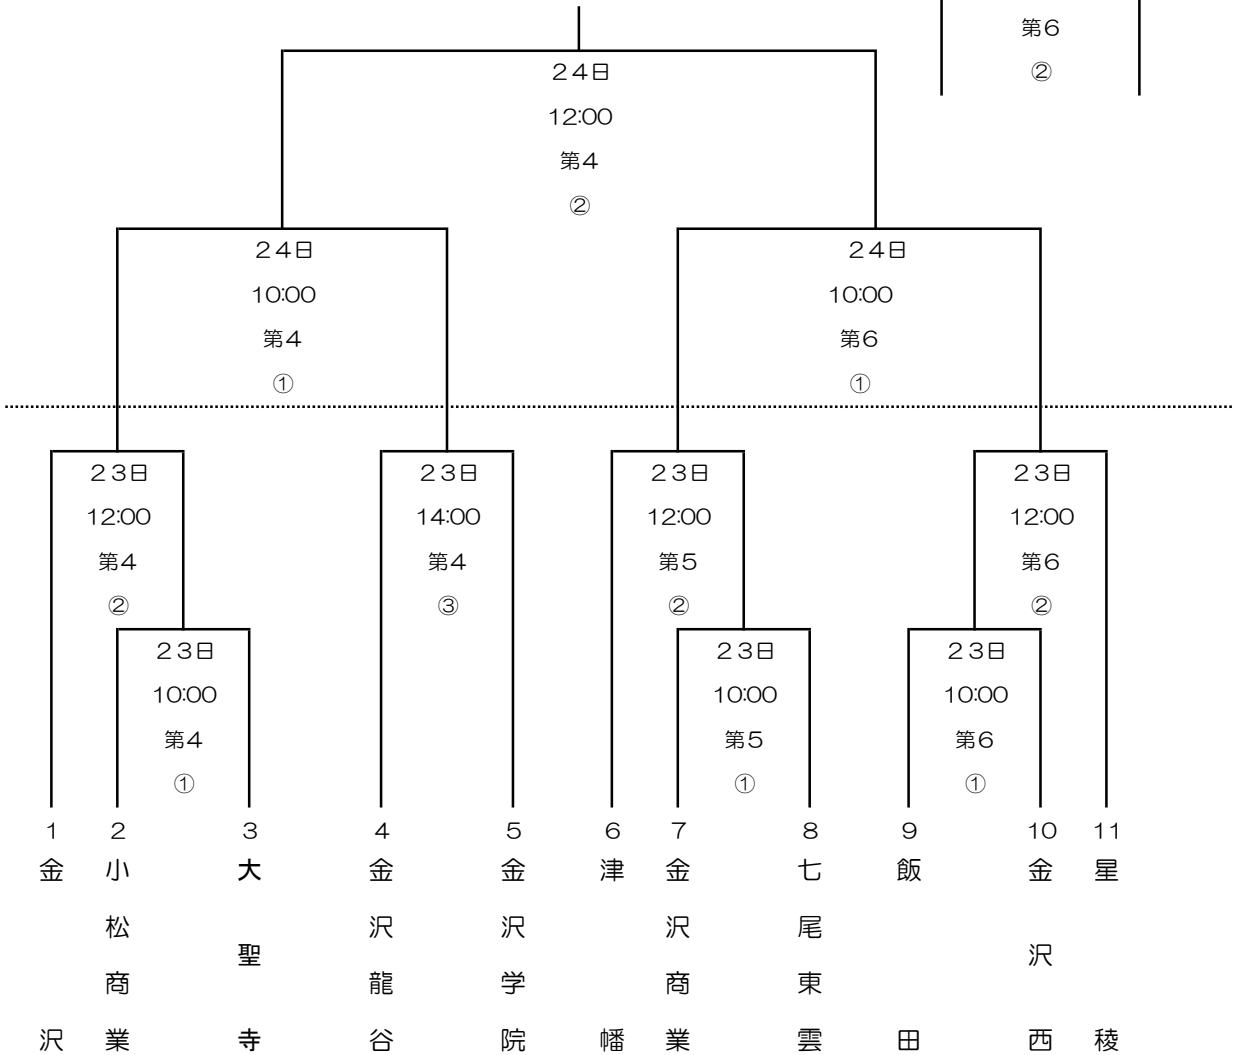 第6
②
24日
12:00
第4
②
24日
10:00
第4
①
24日
10:00
第6
①
23日
12:00
第4
②
23日
14:00
第4
③
23日
12:00
第5
②
23日
12:00
第6
②
23日
10:00
第4
①
23日
10:00
第5
①
23日
10:00
第6
①
1
金沢
2
小松商業
3
大聖寺
4
金沢龍谷
5
金沢学院
6
津幡
7
金沢商業
8
七尾東雲
9
飯田
10
金沢西
11
星稜